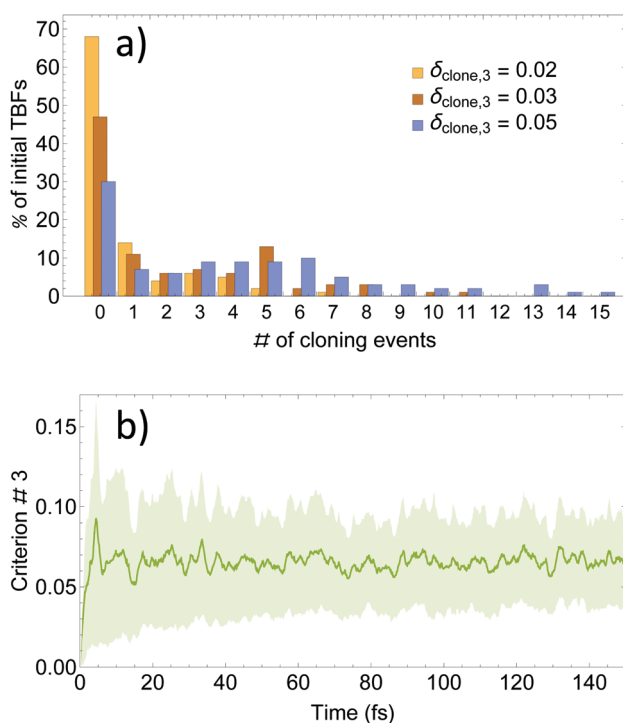 a)
70
60
50
40
30
20
10
0
% of initial TBFs
δclone,3 = 0.02
δclone,3 = 0.03
δclone,3 = 0.05
0 1 2 3 4 5 6 7 8 9 10 11 12 13 14 15
# of cloning events
b)
0.15
0.10
0.05
0.00
Criterion # 3
0 20 40 60 80 100 120 140
Time (fs)